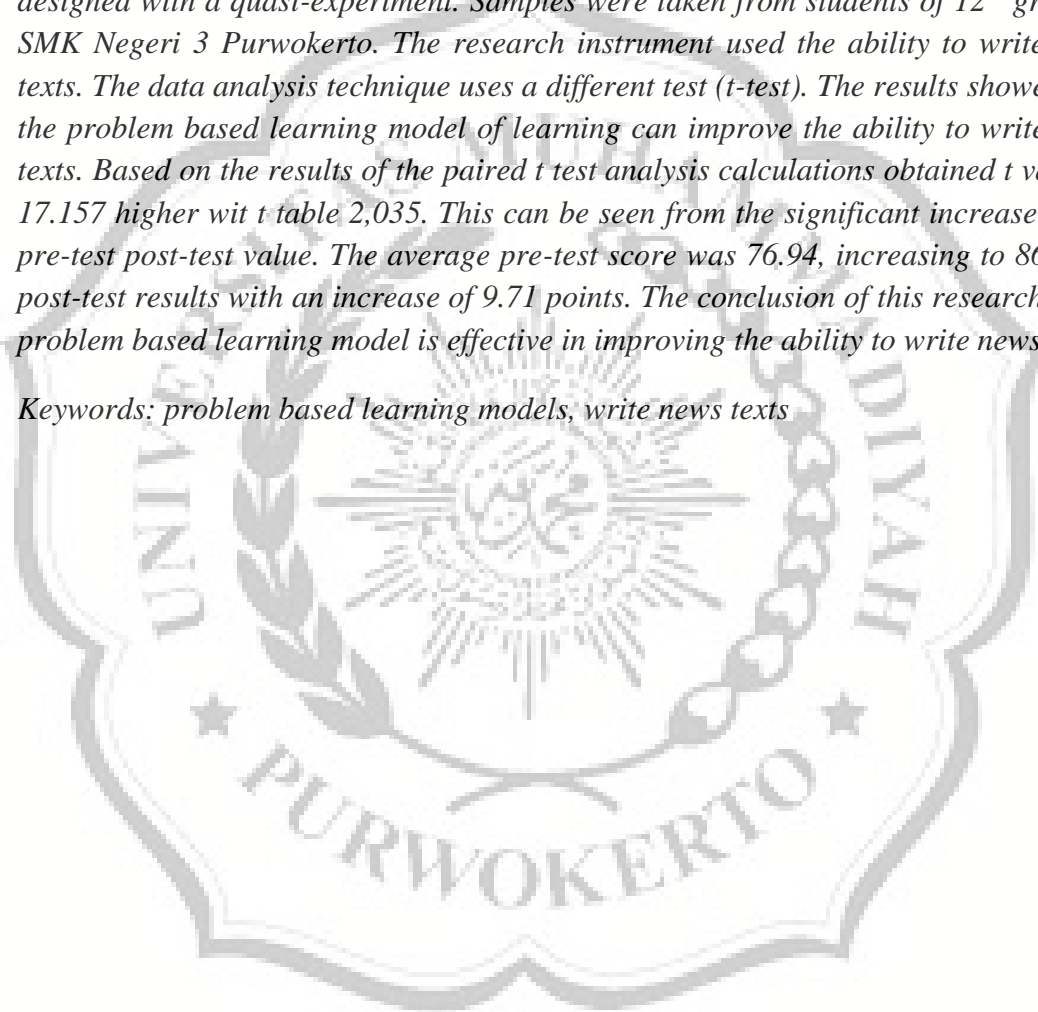 designed with a quasi-experiment. Samples were taken from students of 12
SMK Negeri 3 Purwokerto. The research instrument used the ability to write
texts. The data analysis technique uses a different test (t-test). The results
the problem based learning model of learning can improve the ability to write
texts. Based on the results of the paired t test analysis calculations obtained t
17.157 higher wit t table 2,035. This can be seen from the significant increase
pre-test post-test value. The average pre-test score was 76.94, increasing to
post-test results with an increase of 9.71 points. The conclusion of this research
problem based learning model is effective in improving the ability to write news
Keywords: problem based learning models, write news texts
UNIVERSITAS MUHAMMADIYAH
PURWOKERTO